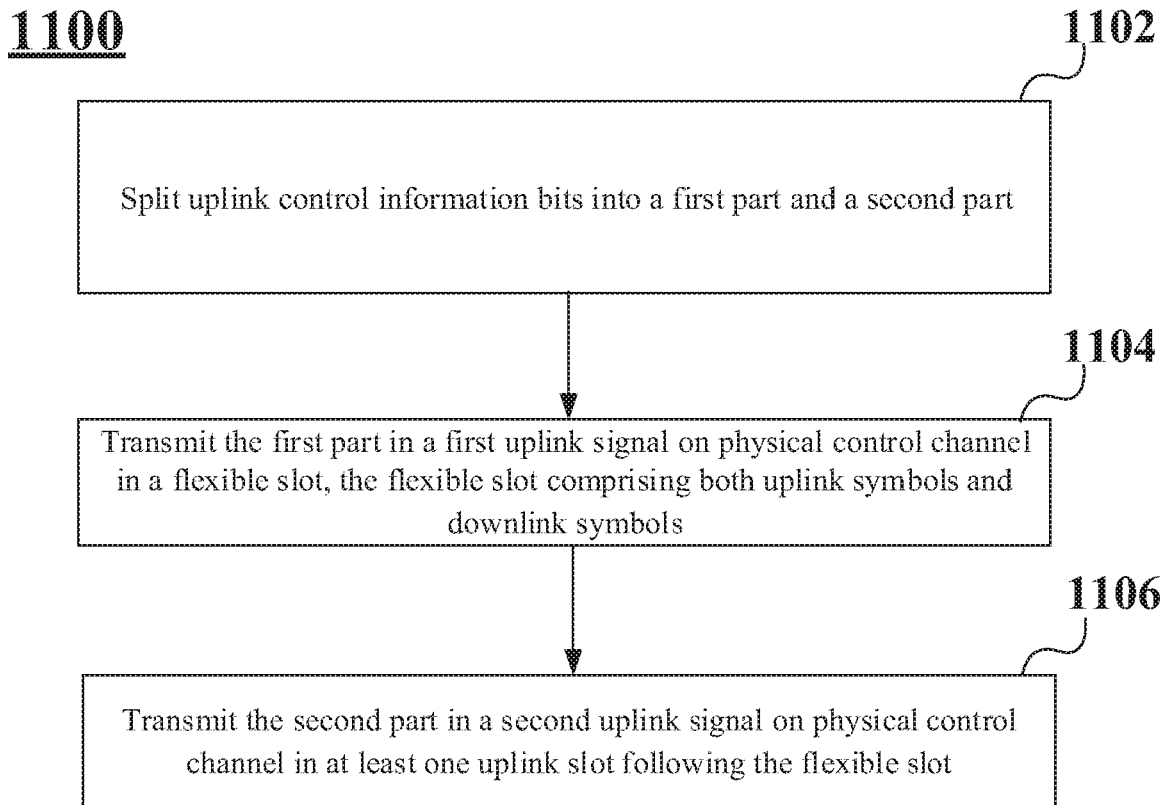 1100
1102
Split uplink control information bits into a first part and a second part
1104
Transmit the first part in a first uplink signal on physical control channel
in a flexible slot, the flexible slot comprising both uplink symbols and
downlink symbols
1106
Transmit the second part in a second uplink signal on physical control
channel in at least one uplink slot following the flexible slot